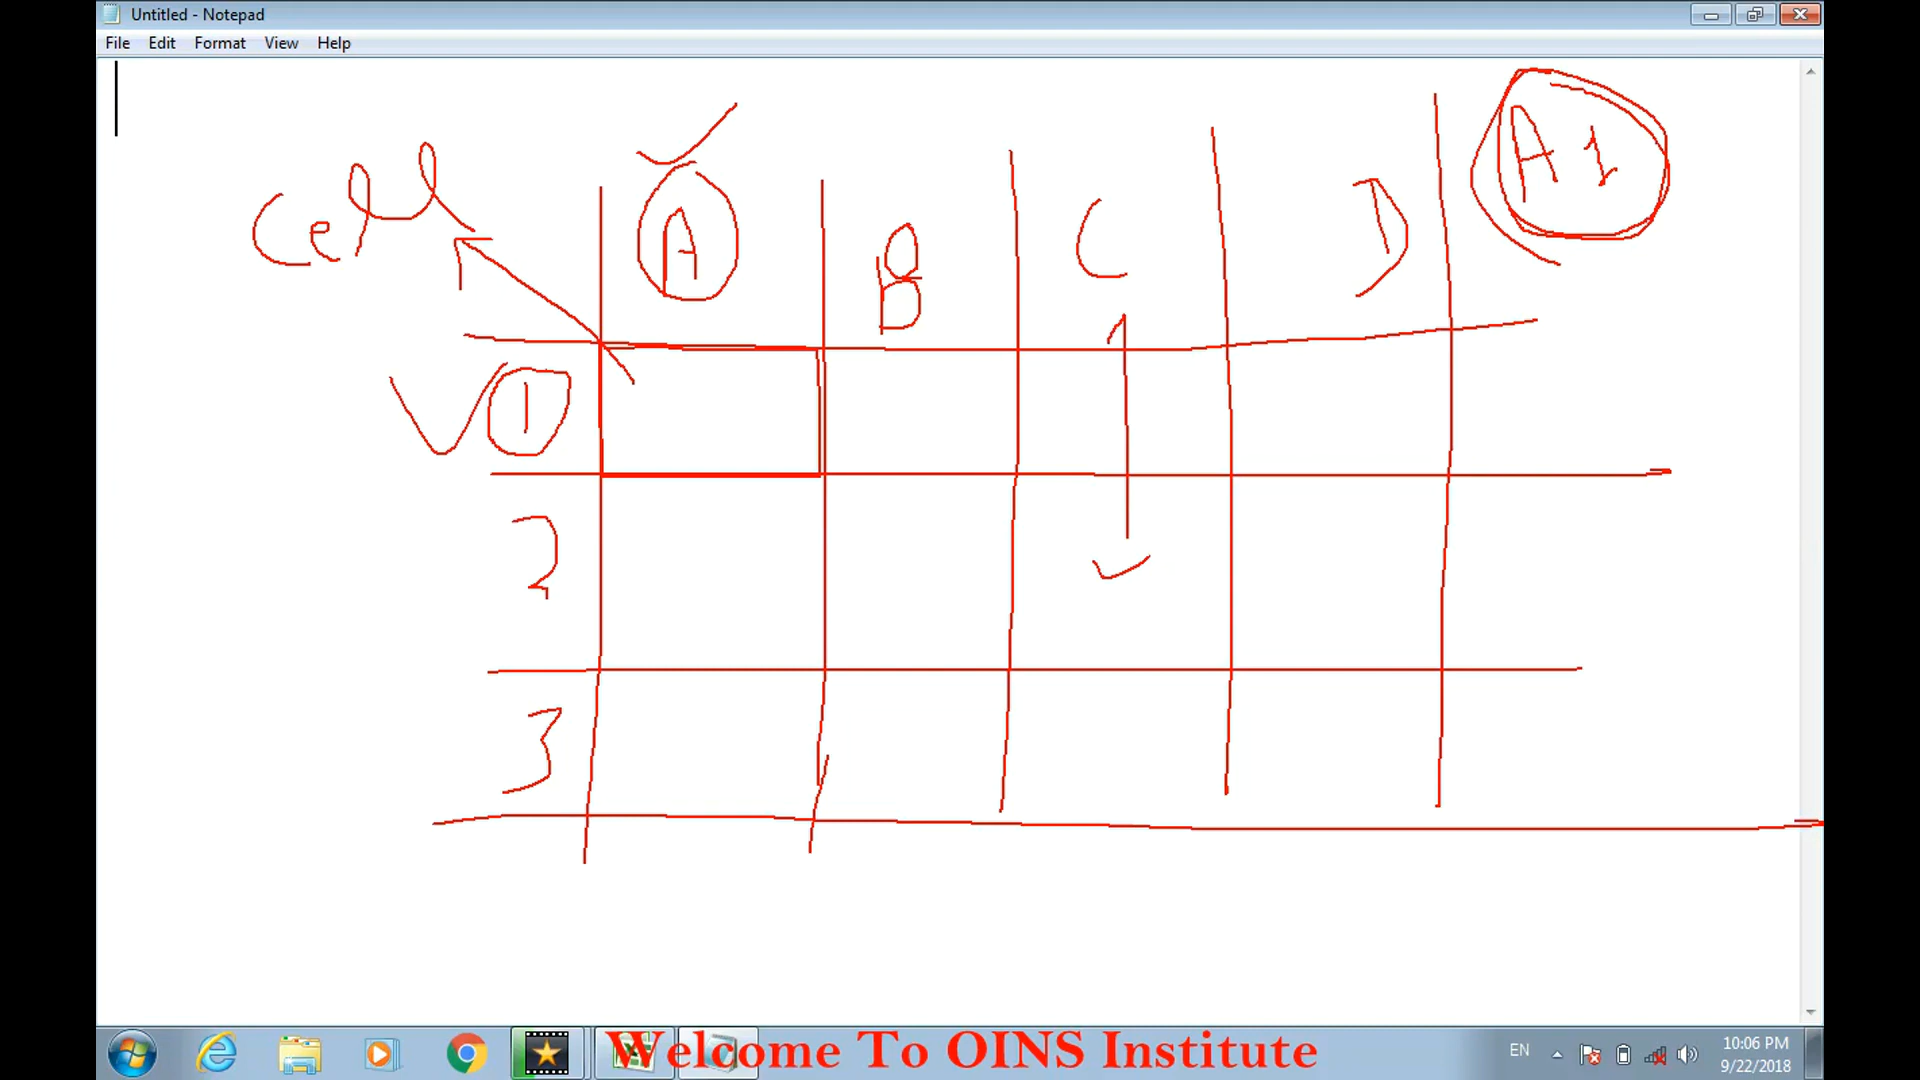 Untitled - Notepad
File Edit Format View Help
A1
Cell
A B C D
1
2
3
Welcome To OINS Institute
EN
10:06 PM
9/22/2018